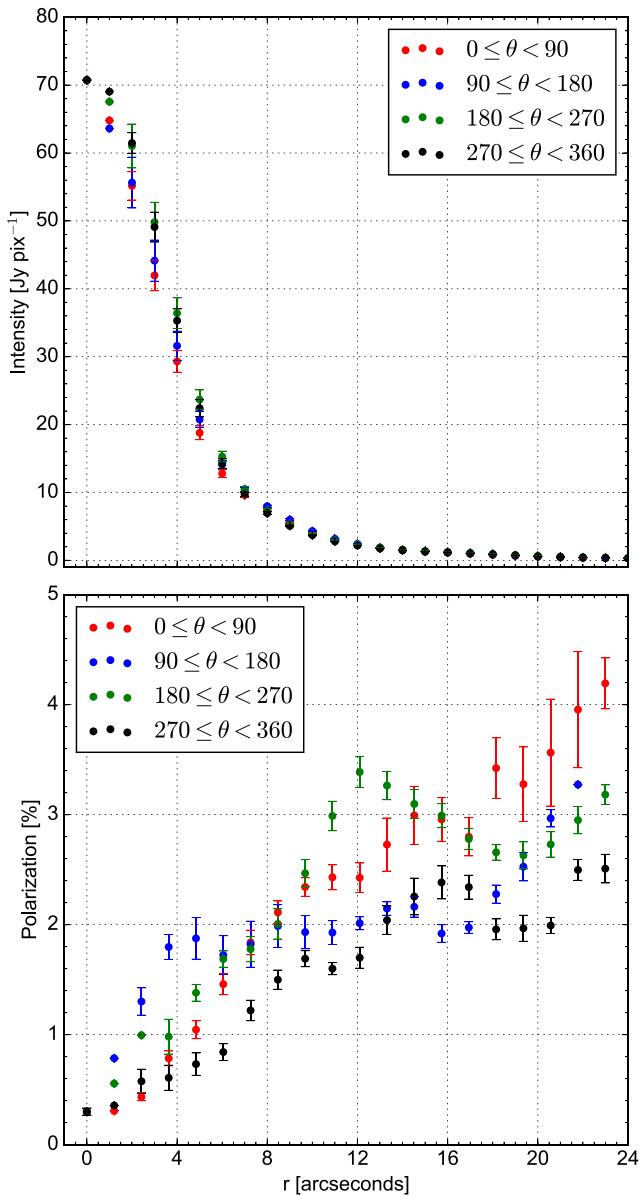 80
70
60
50
40
30
20
10
0
Intensity [Jy pix⁻¹]
0 ≤ θ < 90
90 ≤ θ < 180
180 ≤ θ < 270
270 ≤ θ < 360
5
4
3
2
1
0
Polarization [%]
0 ≤ θ < 90
90 ≤ θ < 180
180 ≤ θ < 270
270 ≤ θ < 360
0 4 8 12 16 20 24
r [arcseconds]